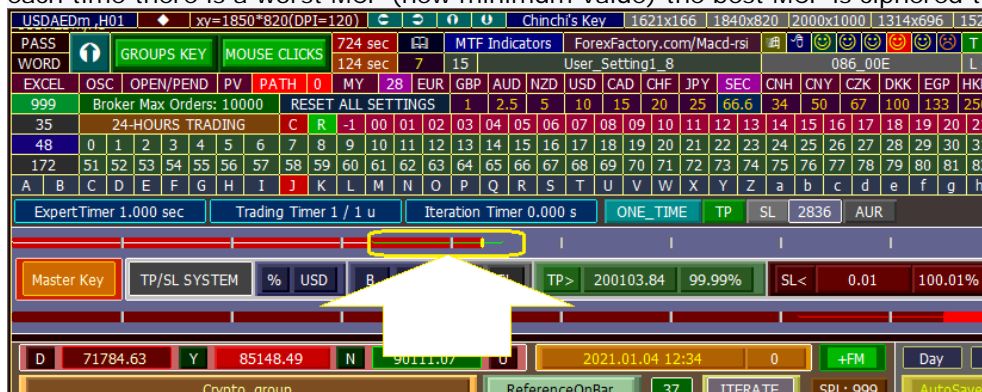 each time there is a worst MCP (new minimum value) the best MCP is ciphered t
USDAEDm ,H01 xy=1850*820(DPI=120) Chinchi's Key 1621x166 1840x820 2000x1000 1314x696 152
PASS GROUPS KEY MOUSE CLICKS 724 sec MTF Indicators ForexFactory.com/Macd-rsi T
WORD 124 sec 7 15 User_Setting1_8 086_00E L
EXCEL OSC OPEN/PEND PV PATH 0 MY 28 EUR GBP AUD NZD USD CAD CHF JPY SEC CNH CNY CZK DKK EGP HK
999 Broker Max Orders: 10000 RESET ALL SETTINGS 1 2.5 5 10 15 20 25 66.6 34 50 67 100 133 25
35 24-HOURS TRADING C R -1 00 01 02 03 04 05 06 07 08 09 10 11 12 13 14 15 16 17 18 19 20 2
48 0 1 2 3 4 5 6 7 8 9 10 11 12 13 14 15 16 17 18 19 20 21 22 23 24 25 26 27 28 29 30 3
172 51 52 53 54 55 56 57 58 59 60 61 62 63 64 65 66 67 68 69 70 71 72 73 74 75 76 77 78 79 80 81 8
A B C D E F G H I J K L M N O P Q R S T U V W X Y Z a b c d e f g h
ExpertTimer 1.000 sec Trading Timer 1 / 1 u Iteration Timer 0.000 s ONE_TIME TP SL 2836 AUR
Master Key TP/SL SYSTEM % USD B TP> 200103.84 99.99% SL< 0.01 100.01%
D 71784.63 Y 85148.49 N 90111.07 U 2021.01.04 12:34 0 +FM Day
Crypto group ReferenceOnBar 37 ITERATE SPL: 999 AutoSave